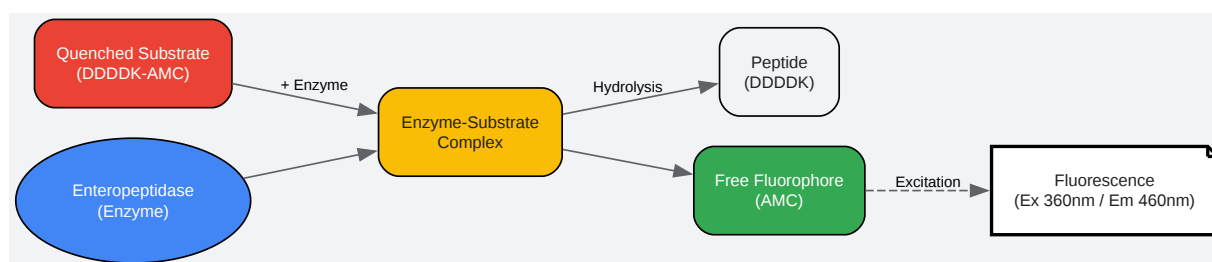 Quenched Substrate
(DDDDK-AMC)
+ Enzyme
Enteropeptidase
(Enzyme)
Enzyme-Substrate
Complex
Hydrolysis
Peptide
(DDDDK)
Free Fluorophore
(AMC)
Excitation
Fluorescence
(Ex 360nm / Em 460nm)